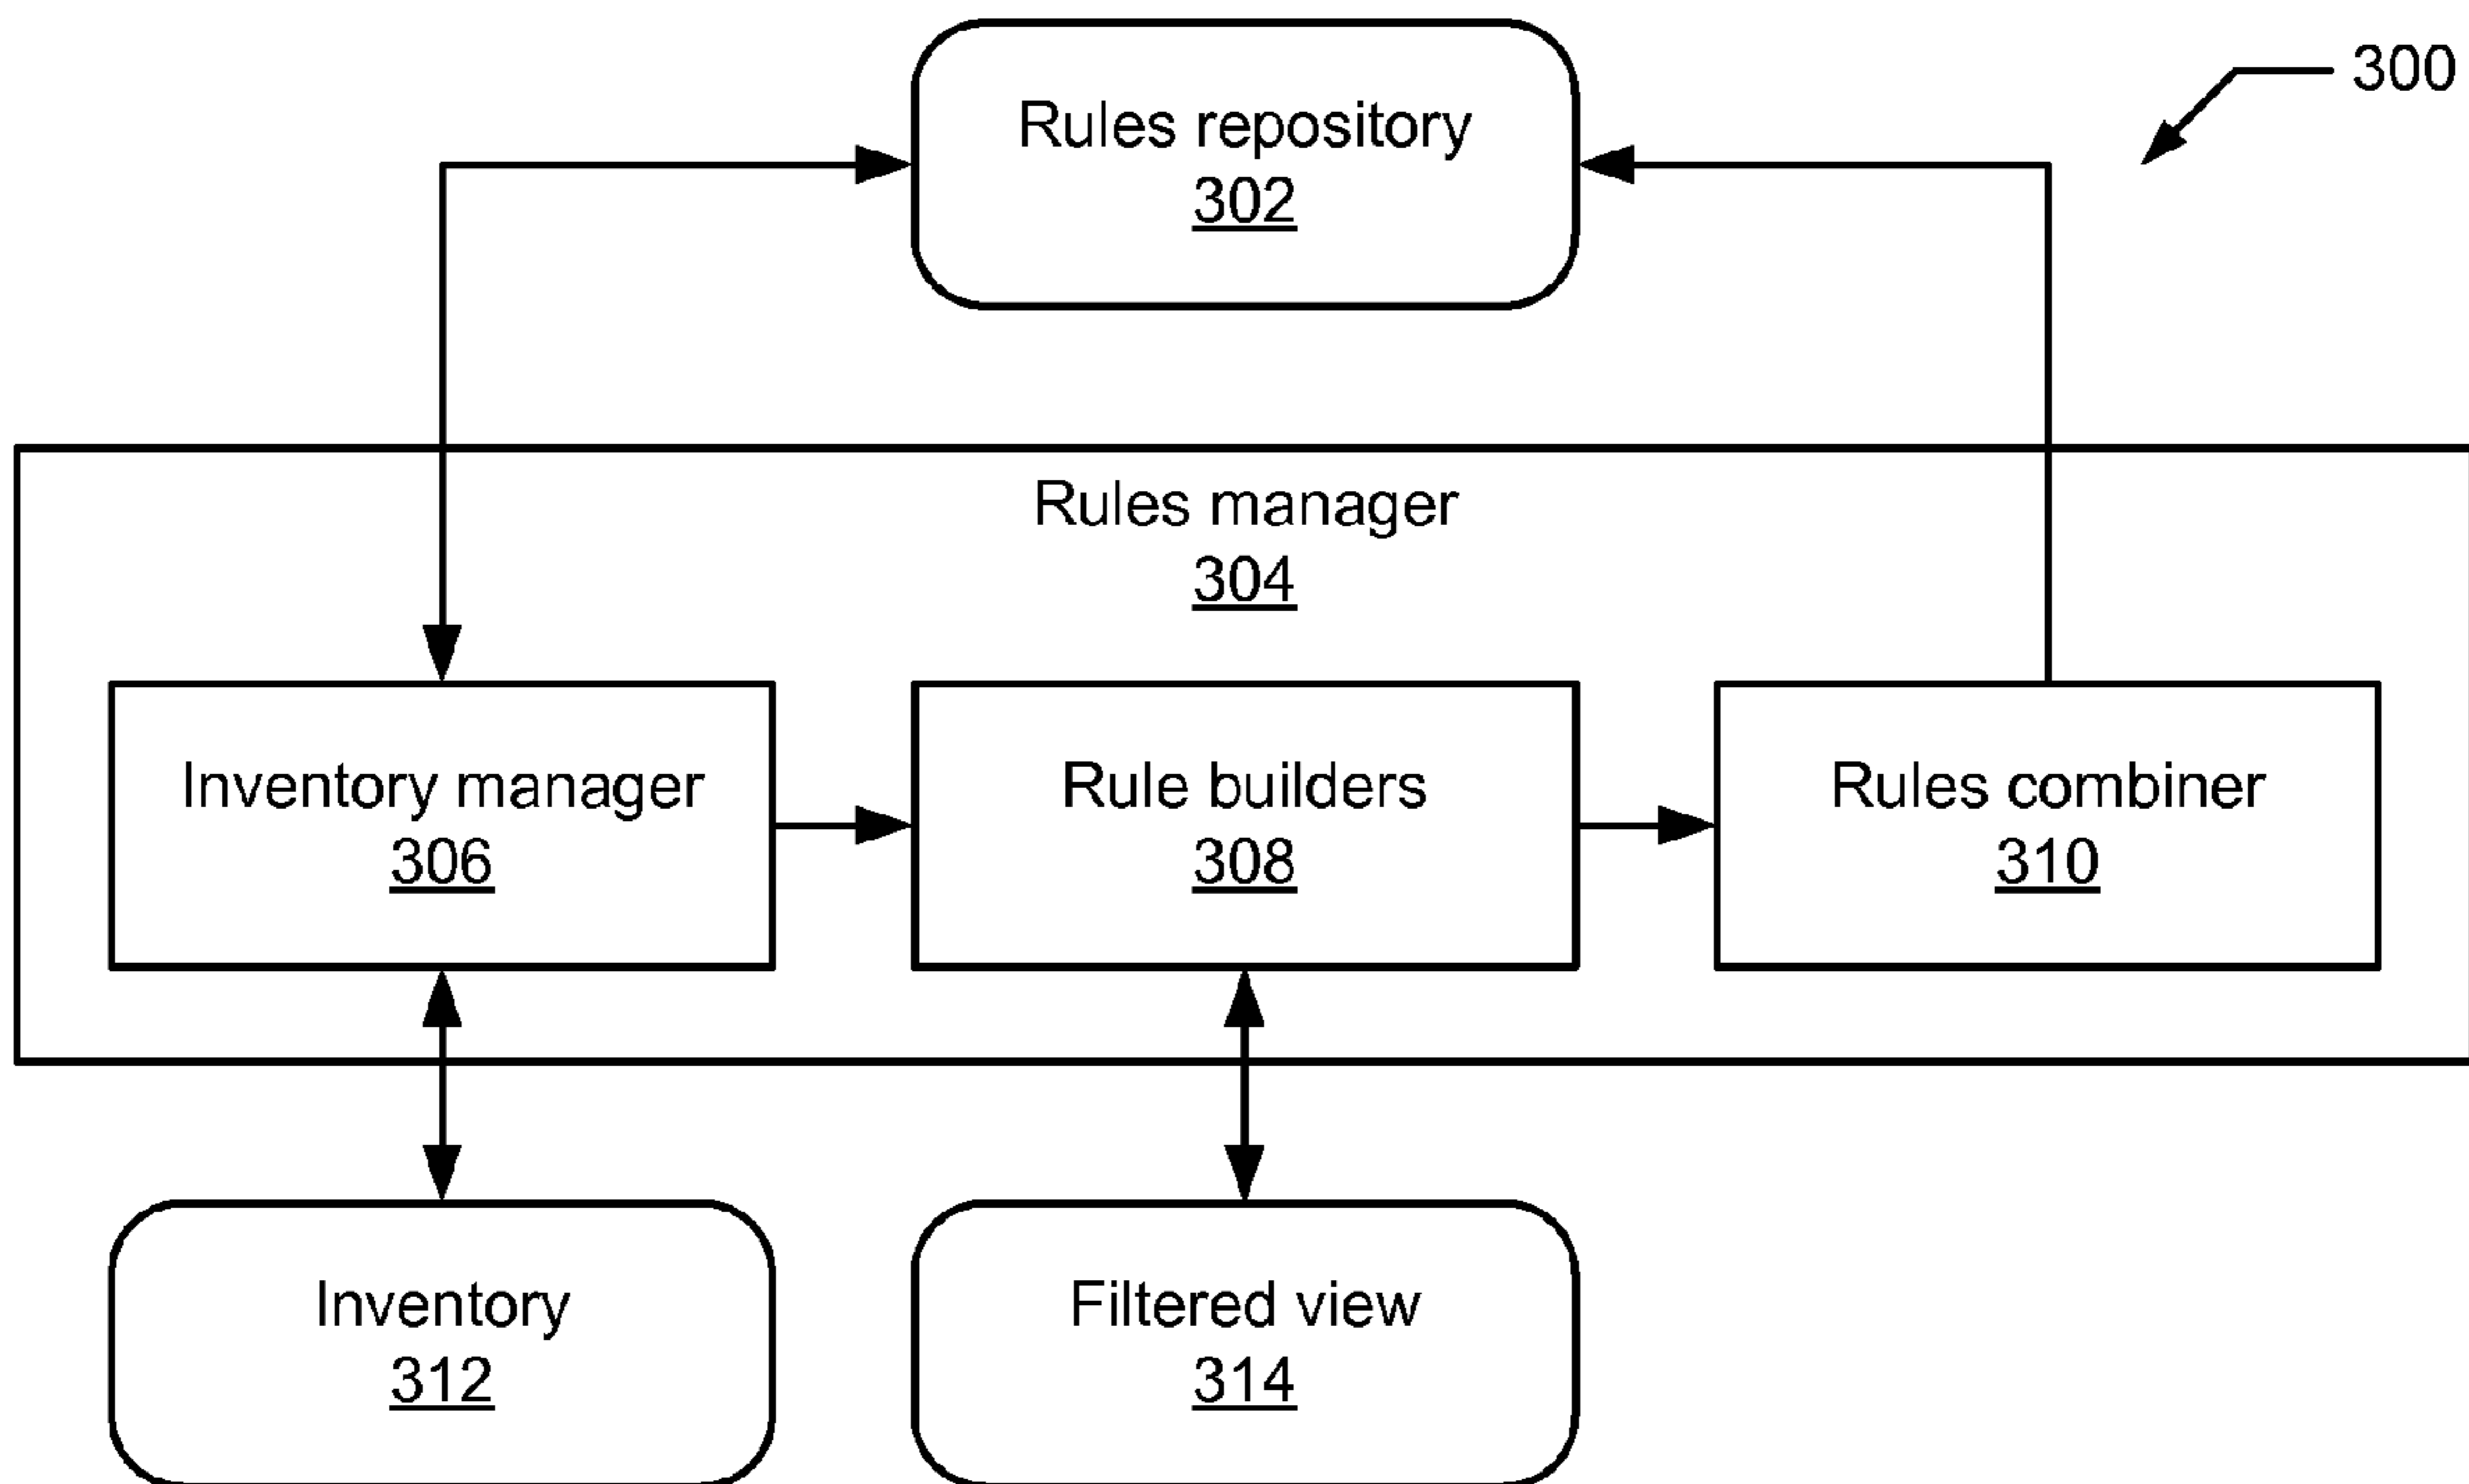 300
Rules repository
302
Rules manager
304
Inventory manager
306
Rule builders
308
Rules combiner
310
Inventory
312
Filtered view
314